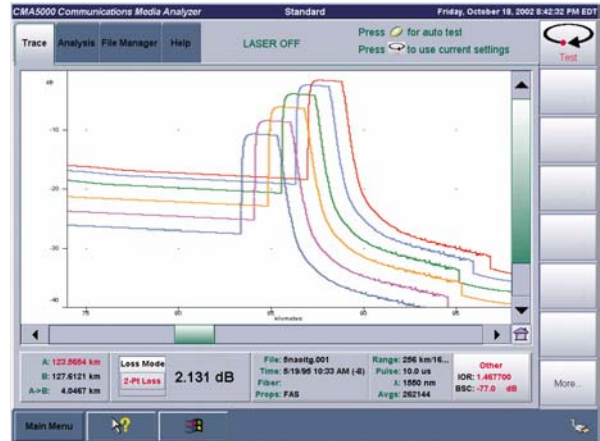 CMA5000 Communications Media Analyzer Standard Friday, October 18, 2002 8:42:32 PM EDT
Trace Analysis File Manager Help
LASER OFF
Press for auto test
Press to use current settings
Test
dB
-10
-20
-30
-40
75 80 85 90 95
kilometers
A: 123.5654 km
B: 127.6121 km
A->B: 4.0467 km
Loss Mode
2-Pt Loss
2.131 dB
File: 5naoitg.001
Time: 5/19/95 10:33 AM (-8)
Fiber:
Props: FAS
Range: 256 km/16...
Pulse: 10.0 us
λ: 1550 nm
Avgs: 262144
Other
IOR: 1.467700
BSC: -77.0 dB
More...
Main Menu